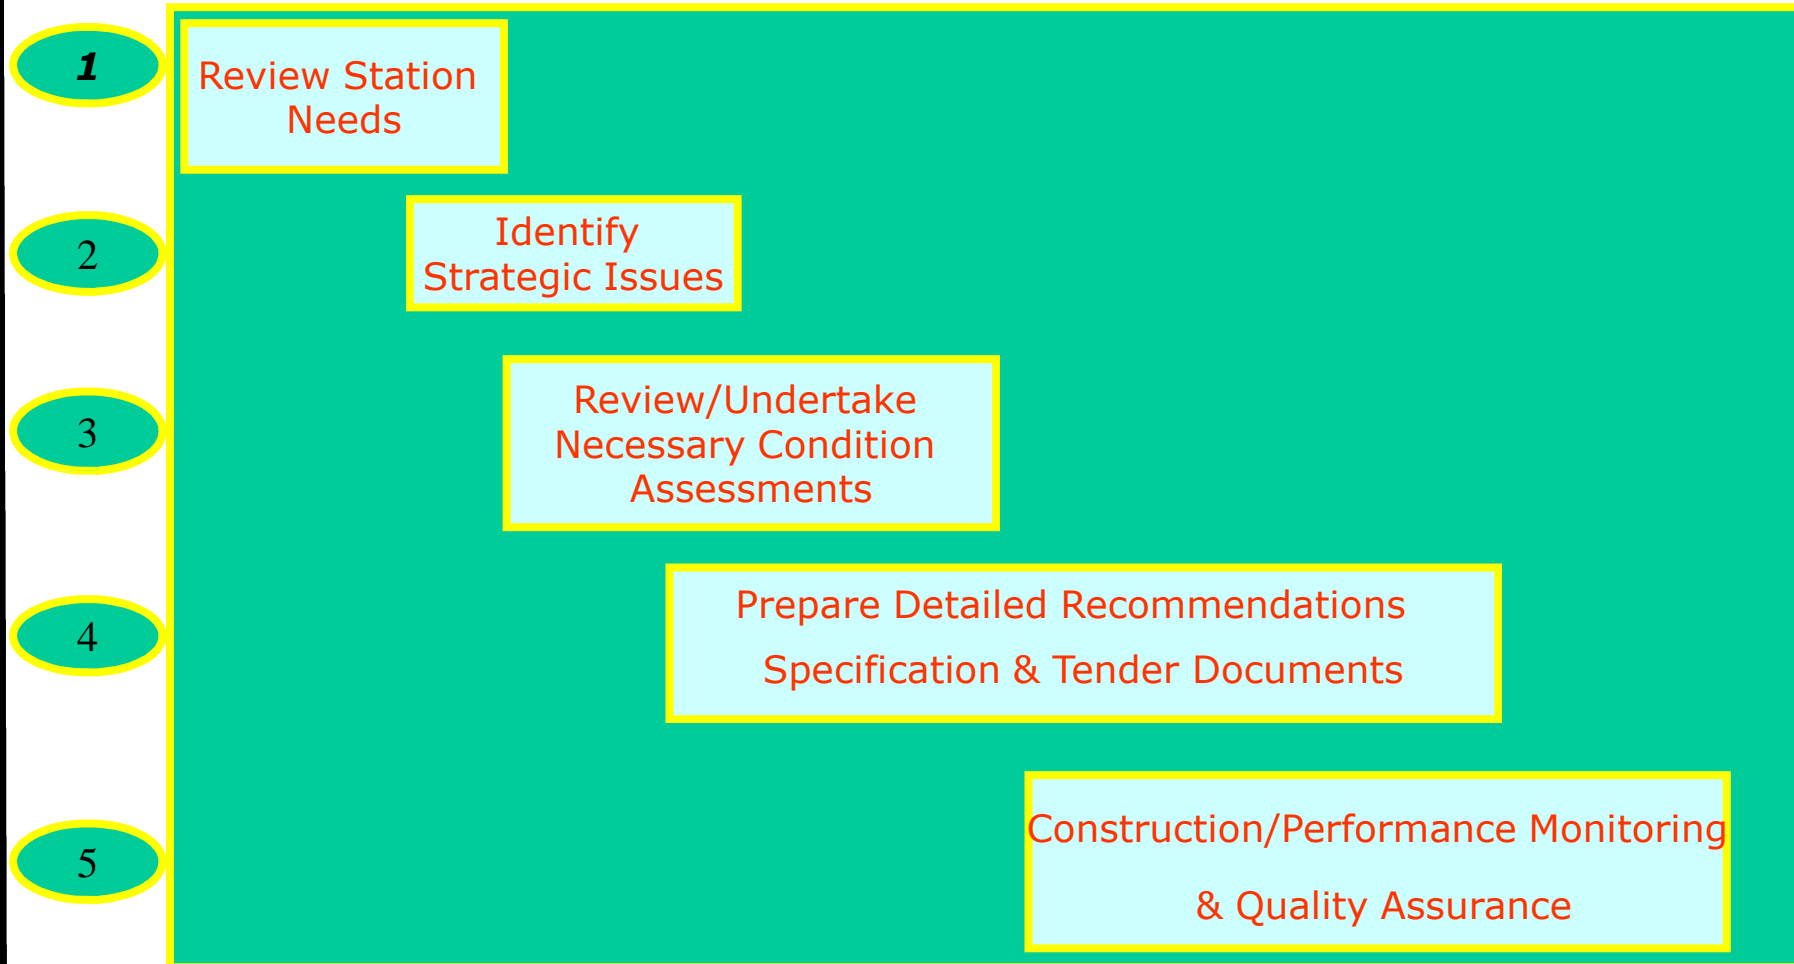 1
Review Station
Needs
2
Identify
Strategic Issues
3
Review/Undertake
Necessary Condition
Assessments
4
Prepare Detailed Recommendations
Specification & Tender Documents
5
Construction/Performance Monitoring
& Quality Assurance